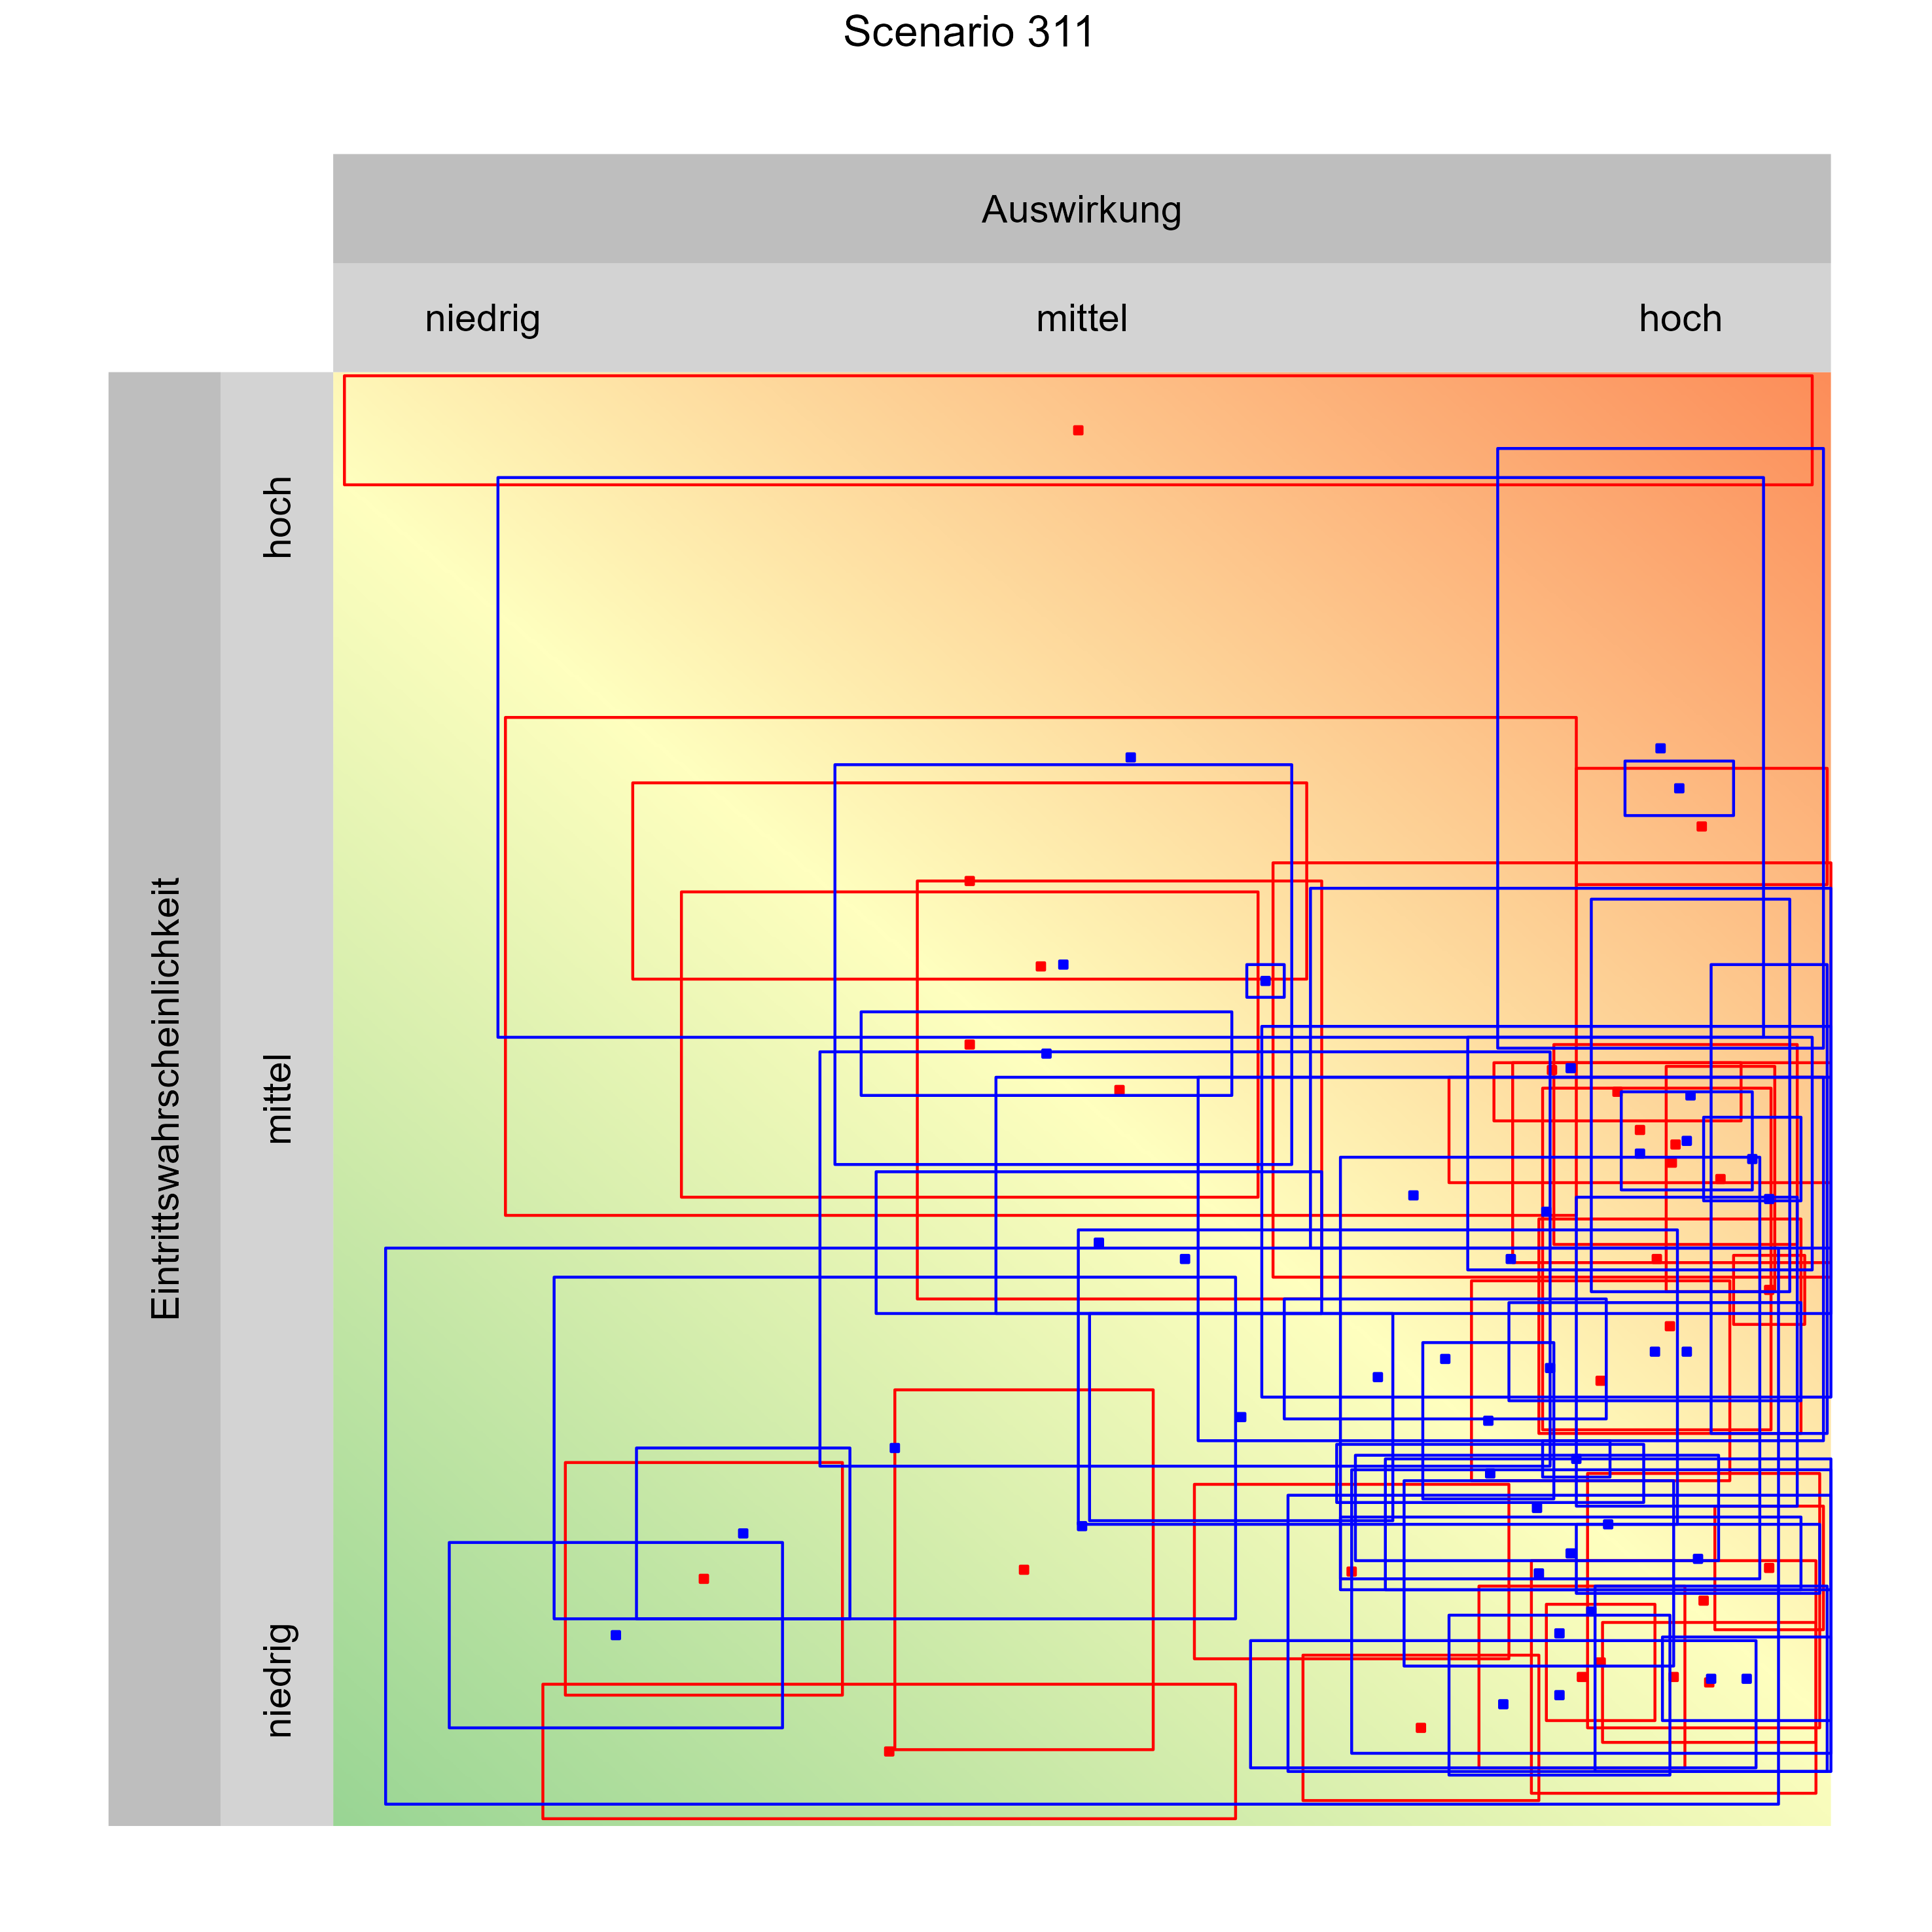 Scenario 311
Auswirkung
niedrig
mittel
hoch
Eintrittswahrscheinlichkeit
hoch
mittel
niedrig